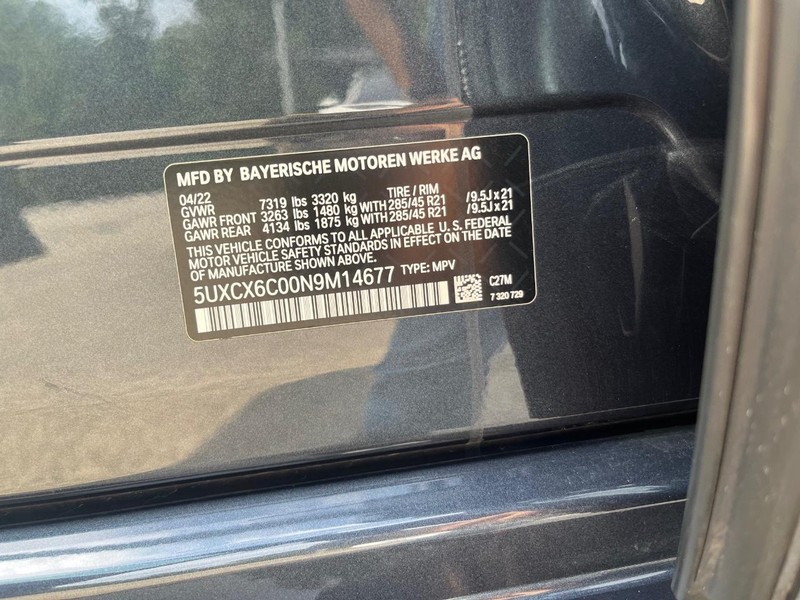 MFD BY BAYERISCHE MOTOREN WERKE AG
04/22 TIRE / RIM
GVWR 7319 lbs 3320 kg
GAWR FRONT 3263 lbs 1480 kg WITH 285/45 R21 /9.5J x 21
GAWR REAR 4134 lbs 1875 kg WITH 285/45 R21 /9.5J x 21
THIS VEHICLE CONFORMS TO ALL APPLICABLE U. S. FEDERAL
MOTOR VEHICLE SAFETY STANDARDS IN EFFECT ON THE DATE
OF MANUFACTURE SHOWN ABOVE.
5UXCX6C00N9M14677 TYPE: MPV
C27M
7 320 729